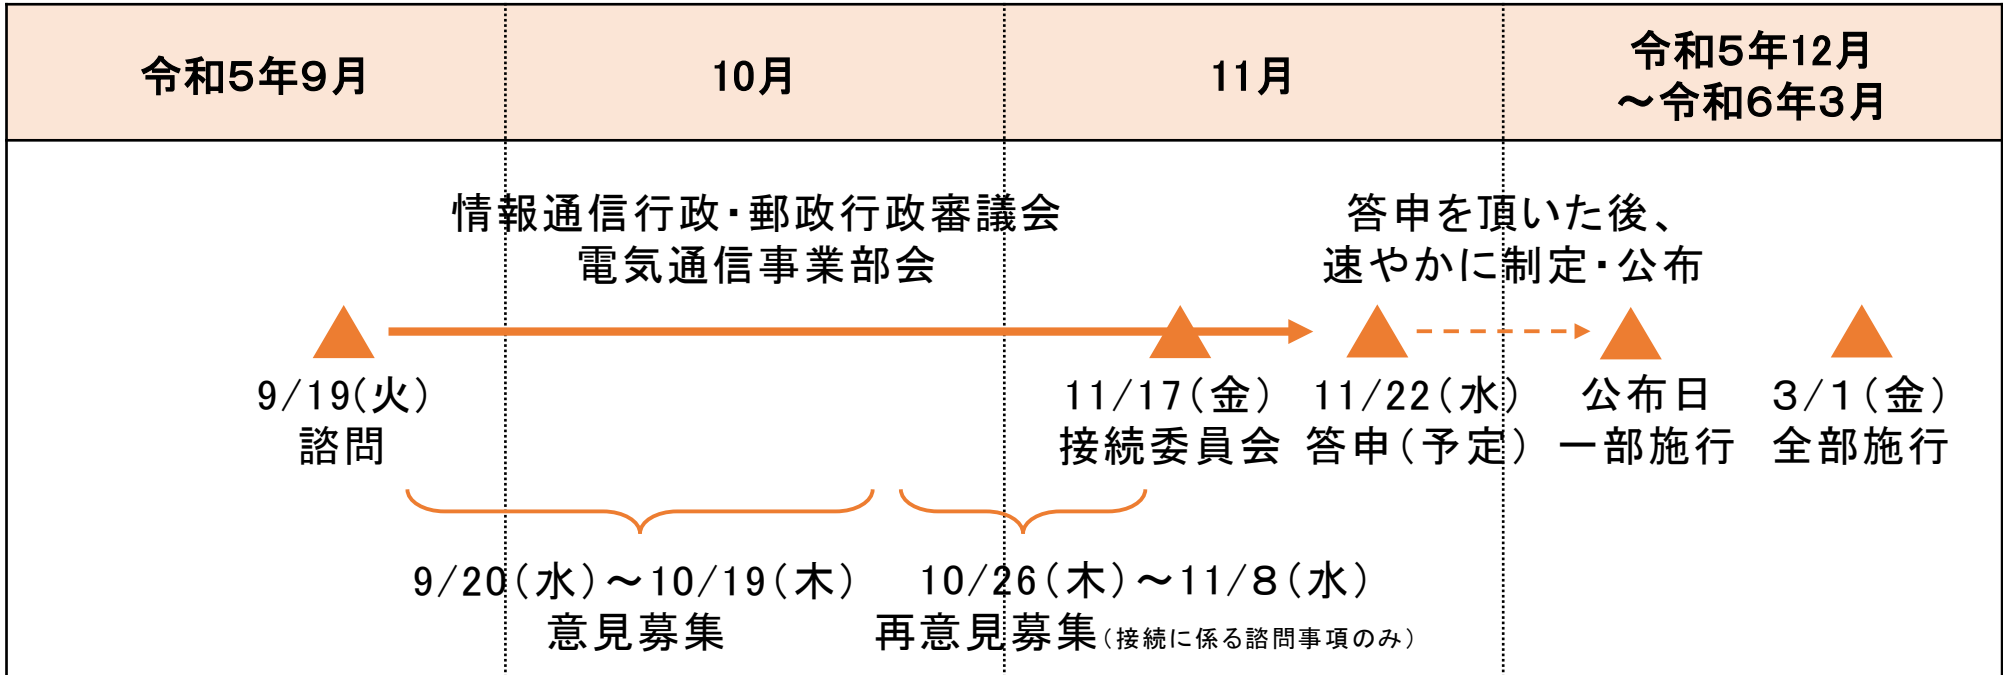 令和5年9月
10月
11月
令和5年12月
～令和6年3月
情報通信行政・郵政行政審議会
電気通信事業部会
答申を頂いた後、
速やかに制定・公布
9/19(火)
諮問
11/17(金)
接続委員会
11/22(水)
答申(予定)
公布日
一部施行
3/1(金)
全部施行
9/20(水)～10/19(木)
意見募集
10/26(木)～11/8(水)
再意見募集(接続に係る諮問事項のみ)